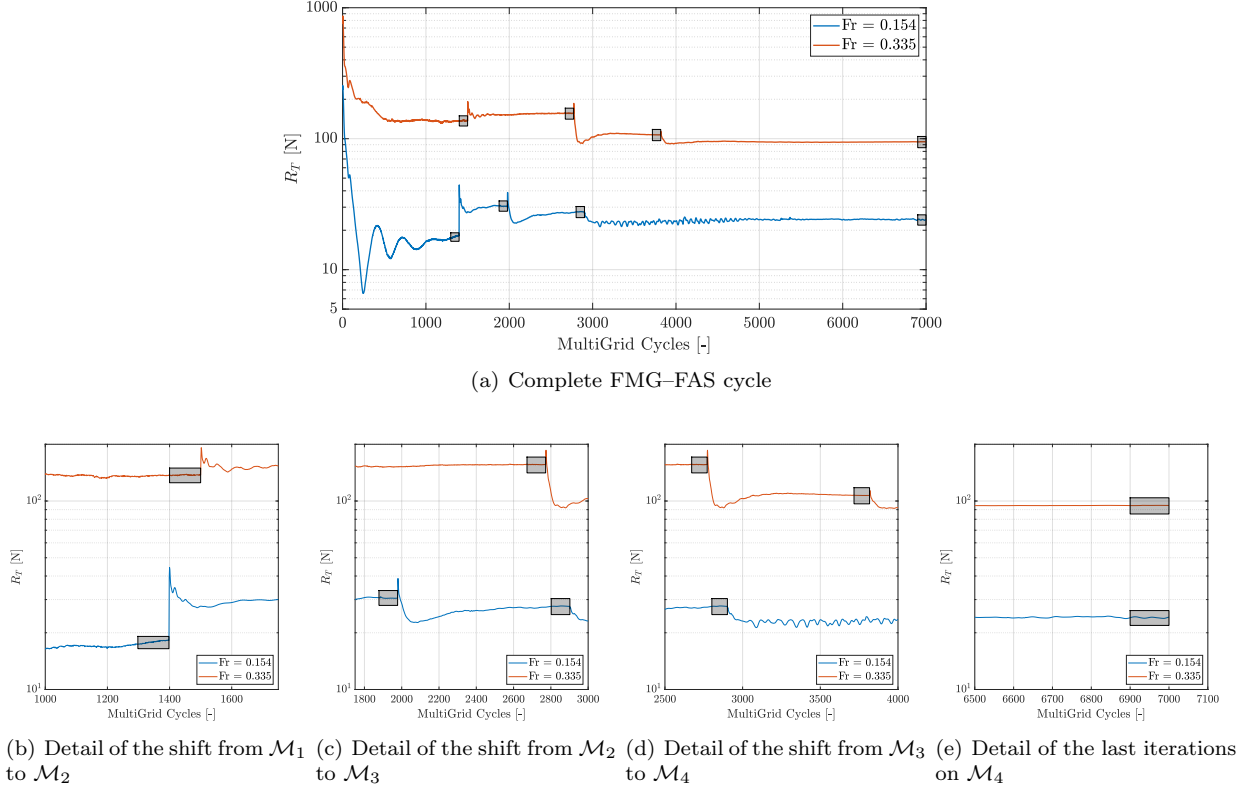 1000
100
10
5
R_T [N]
Fr = 0.154
Fr = 0.335
0 1000 2000 3000 4000 5000 6000 7000
MultiGrid Cycles [-]
(a) Complete FMG–FAS cycle
10^2
10^1
R_T [N]
Fr = 0.154
Fr = 0.335
1000 1200 1400 1600
MultiGrid Cycles [-]
(b) Detail of the shift from ℳ_1
to ℳ_2
10^2
10^1
R_T [N]
Fr = 0.154
Fr = 0.335
1800 2000 2200 2400 2600 2800 3000
MultiGrid Cycles [-]
(c) Detail of the shift from ℳ_2
to ℳ_3
10^2
10^1
R_T [N]
Fr = 0.154
Fr = 0.335
2500 3000 3500 4000
MultiGrid Cycles [-]
(d) Detail of the shift from ℳ_3
to ℳ_4
10^2
10^1
R_T [N]
Fr = 0.154
Fr = 0.335
6500 6600 6700 6800 6900 7000 7100
MultiGrid Cycles [-]
(e) Detail of the last iterations
on ℳ_4